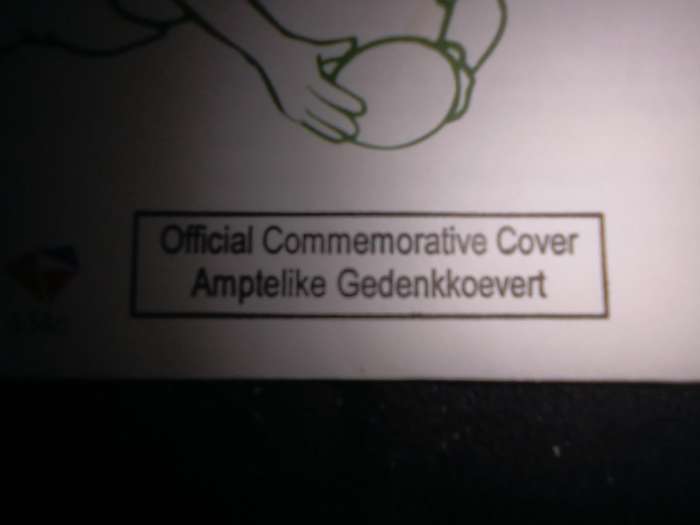 Official Commemorative Cover
Amptelike Gedenkkoevert